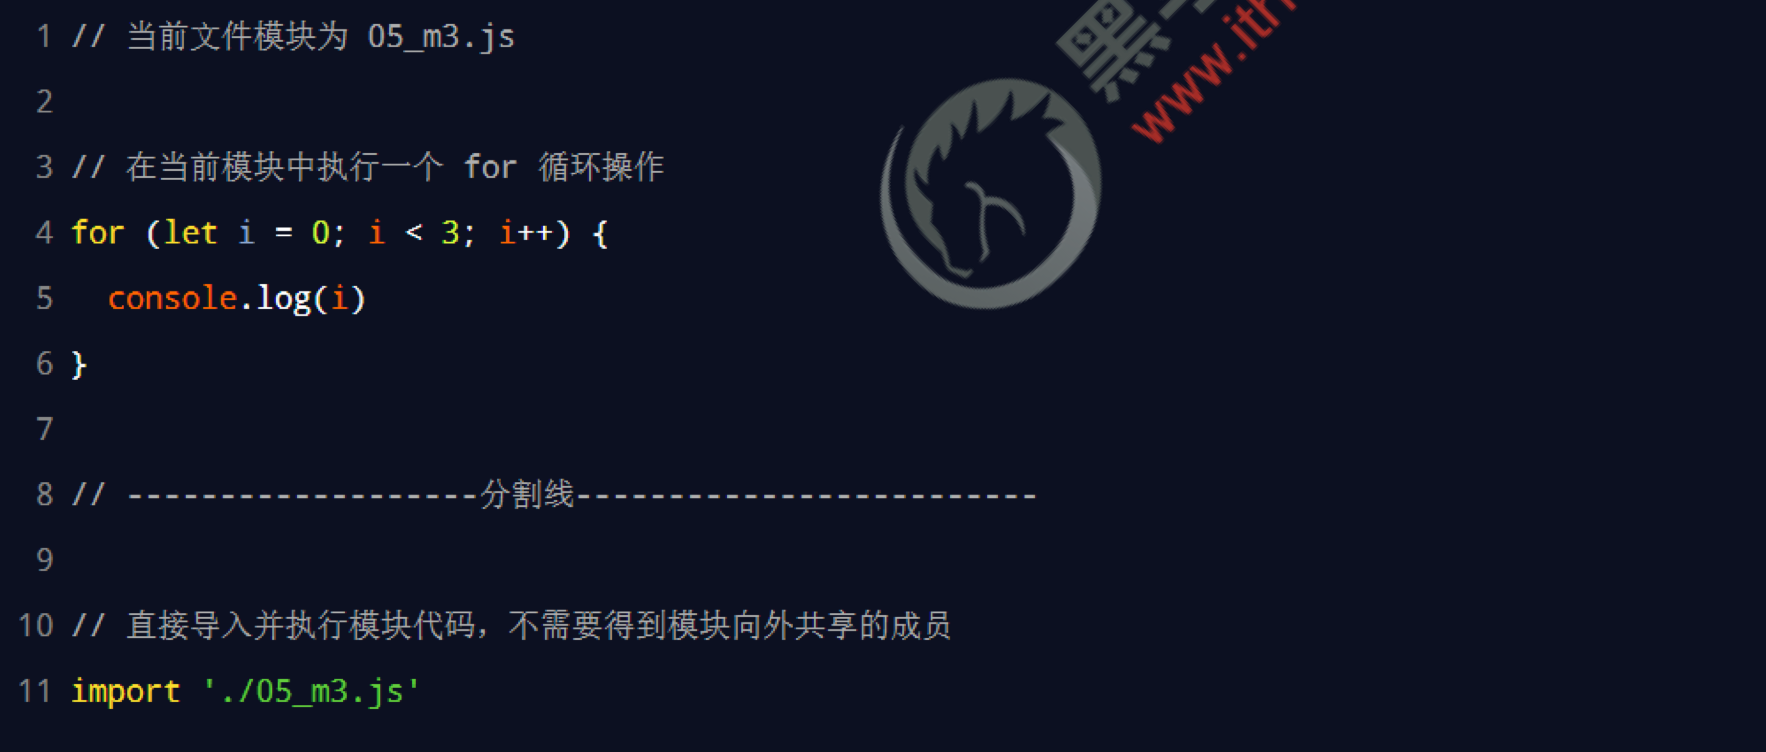 1 // 当前文件模块为 05_m3.js
2
3 // 在当前模块中执行一个 for 循环操作
4 for (let i = 0; i < 3; i++) {
5   console.log(i)
6 }
7
8 // -------------------分割线-------------------------
9
10 // 直接导入并执行模块代码，不需要得到模块向外共享的成员
11 import './05_m3.js'
黑
www.ith